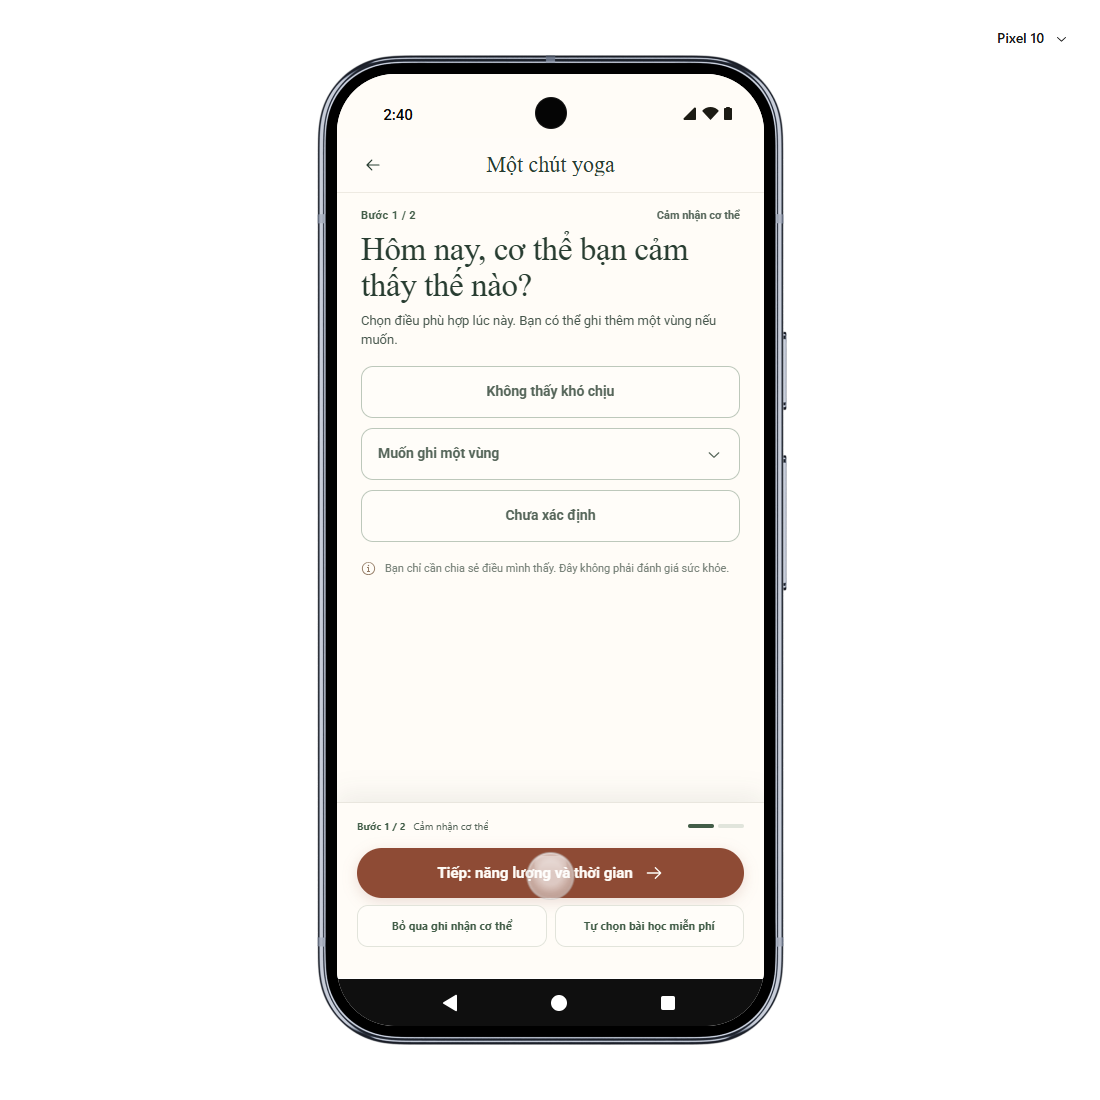 Pixel 10
2:40
Một chút yoga
Bước 1 / 2
Cảm nhận cơ thể
Hôm nay, cơ thể bạn cảm
thấy thế nào?
Chọn điều phù hợp lúc này. Bạn có thể ghi thêm một vùng nếu
muốn.
Không thấy khó chịu
Muốn ghi một vùng
Chưa xác định
Bạn chỉ cần chia sẻ điều mình thấy. Đây không phải đánh giá sức khỏe.
Bước 1 / 2 Cảm nhận cơ thể
Tiếp: năng lượng và thời gian
Bỏ qua ghi nhận cơ thể
Tự chọn bài học miễn phí